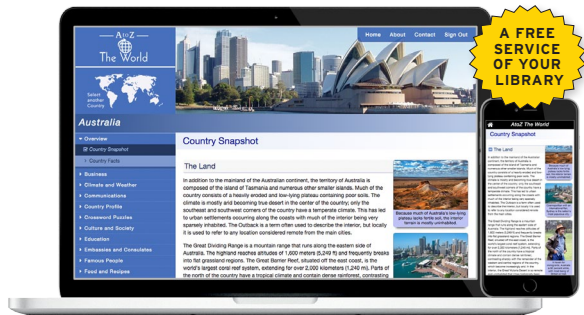 AtoZ
The World
Home About Contact Sign Out
A FREE
SERVICE
OF YOUR
LIBRARY
Select
another
Country
Australia
Overview
Country Snapshot
Country Facts
Business
Climate and Weather
Communications
Country Profile
Crossword Puzzles
Culture and Society
Education
Embassies and Consulates
Famous People
Food and Recipes
Country Snapshot
The Land
In addition to the mainland of the Australian continent, the territory of Australia is
composed of the island of Tasmania and numerous other smaller islands. Much of the
country consists of a heavily eroded and low-lying plateau containing poor soils. The
climate is mostly and becoming true desert in the center of the country; only the
southeast and southwest corners of the country have a temperate climate. This has led
to urban settlements occurring along the coasts with much of the interior being very
sparsely inhabited. The Outback is a term often used to describe the interior, but locally
it is used to refer to any location considered remote from the main cities.
The Great Dividing Range is a mountain range that runs along the eastern side of
Australia. The highland reaches altitudes of 1,600 meters (5,249 ft) and frequently breaks
into flat grassland regions. The Great Barrier Reef, situated off the east coast, is the
world's largest coral reef system, extending for over 2,000 kilometers (1,240 mi). Parts of
the north of the country have a tropical climate and contain dense rainforest, contrasting
Because much of Australia's low-lying
plateau lacks fertile soil, the interior
terrain is mostly uninhabited.
AtoZ The World
Country Snapshot
The Land